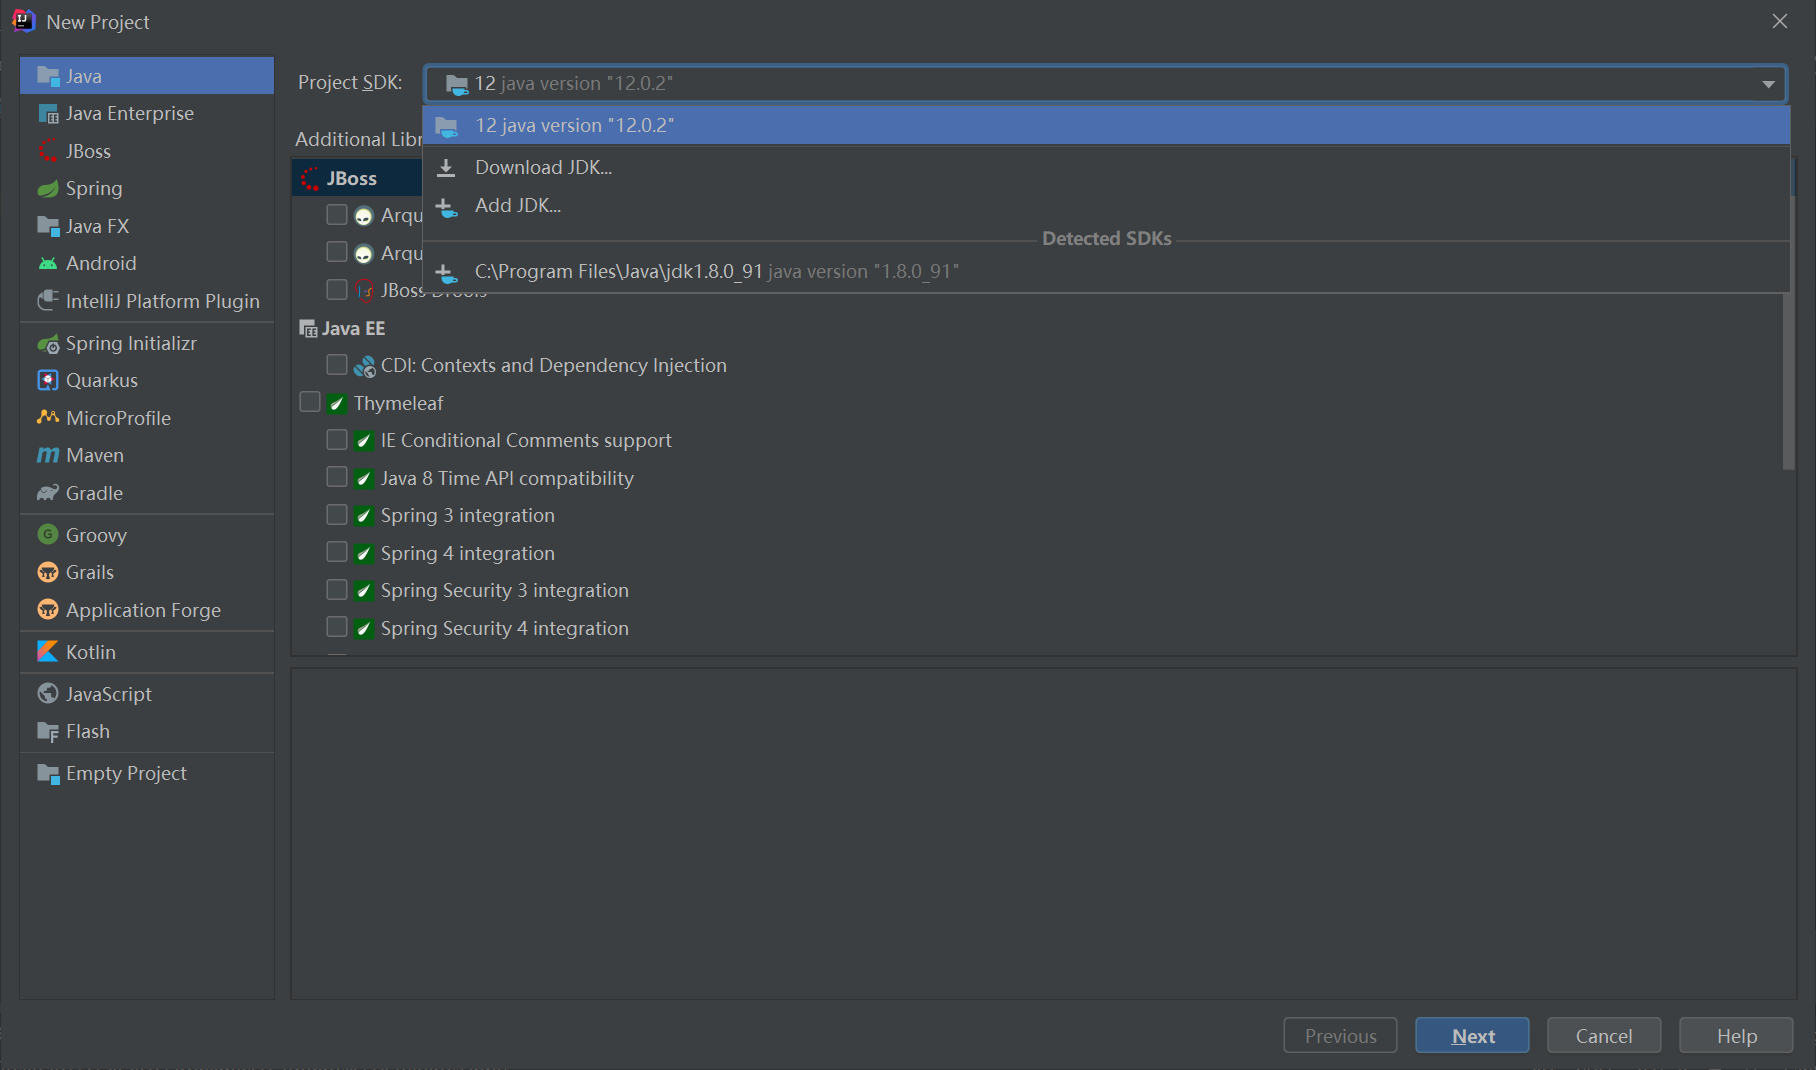 New Project
Java
Java Enterprise
JBoss
Spring
Java FX
Android
IntelliJ Platform Plugin
Spring Initializr
Quarkus
MicroProfile
Maven
Gradle
Groovy
Grails
Application Forge
Kotlin
JavaScript
Flash
Empty Project
Project SDK: 12 java version "12.0.2"
12 java version "12.0.2"
Download JDK...
Add JDK...
Detected SDKs
C:\Program Files\Java\jdk1.8.0_91 java version "1.8.0_91"
Additional Libr
JBoss
Arqu
Arqu
JBoss Drools
Java EE
CDI: Contexts and Dependency Injection
Thymeleaf
IE Conditional Comments support
Java 8 Time API compatibility
Spring 3 integration
Spring 4 integration
Spring Security 3 integration
Spring Security 4 integration
Previous
Next
Cancel
Help